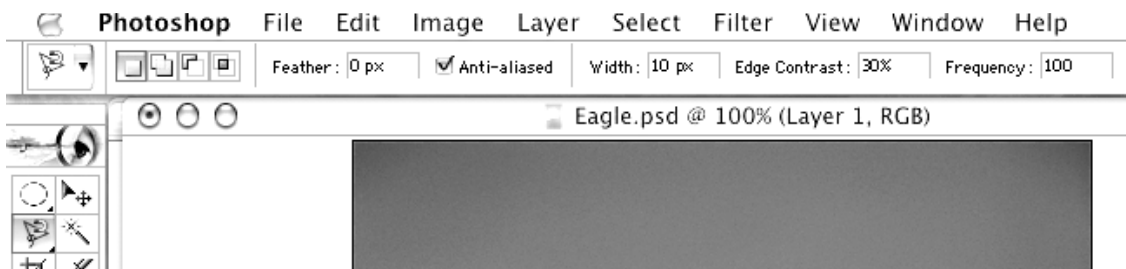 Photoshop File Edit Image Layer Select Filter View Window Help
Feather: 0 px Anti-aliased Width: 10 px Edge Contrast: 30% Frequency: 100
Eagle.psd @ 100% (Layer 1, RGB)